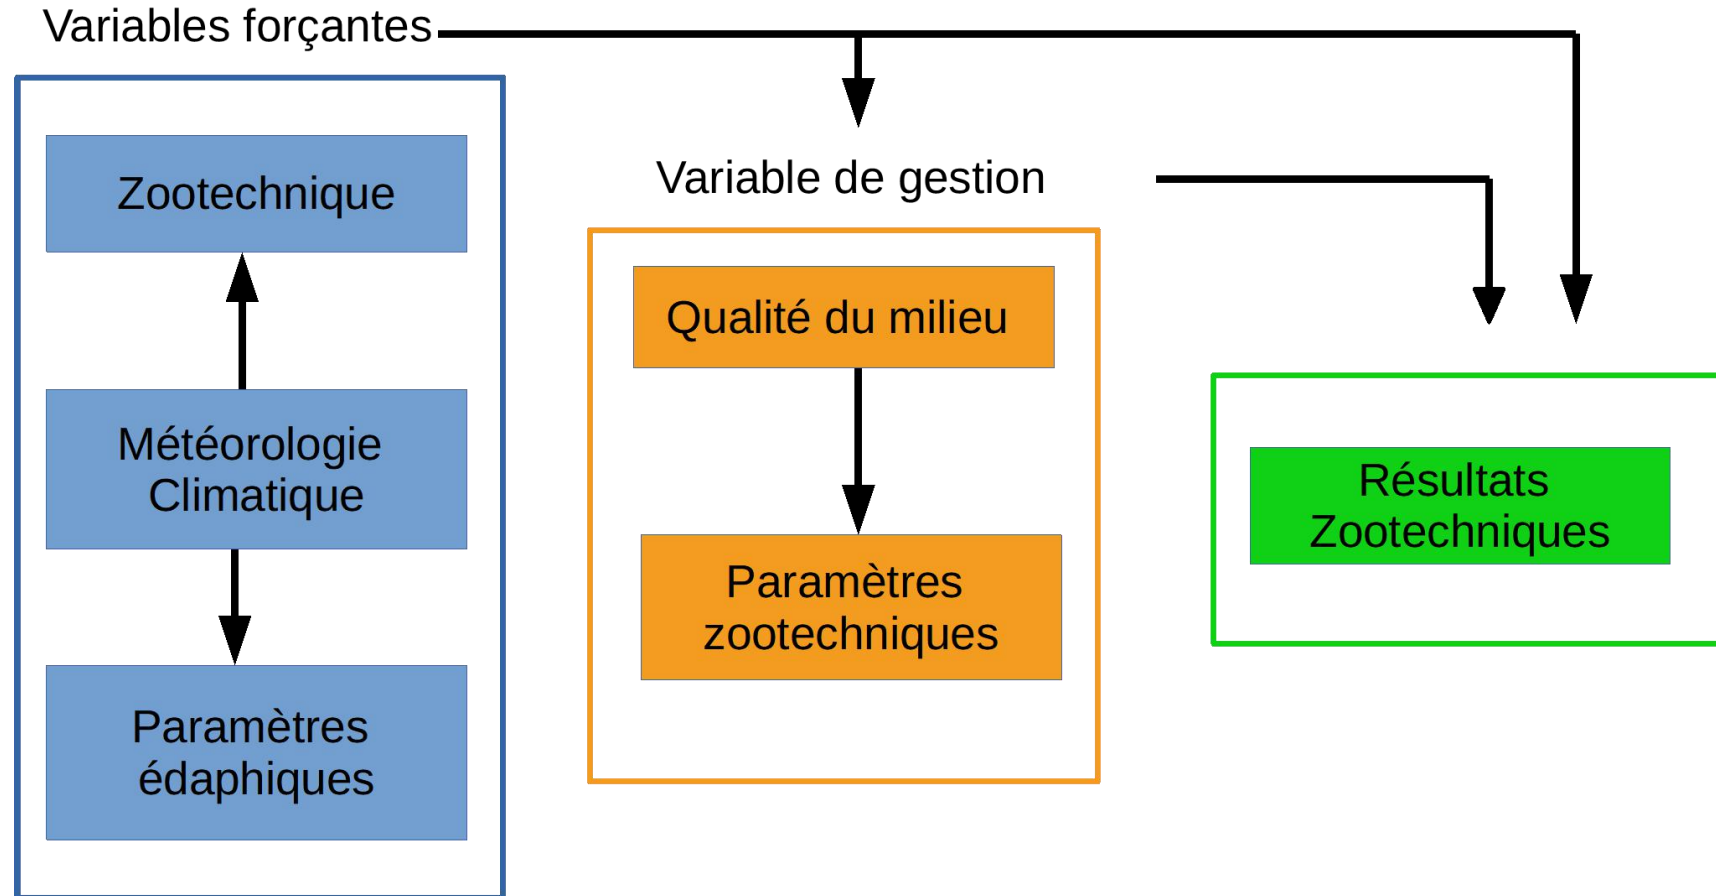 Variables forçantes
Zootechnique
Météorologie
Climatique
Paramètres
édaphiques
Variable de gestion
Qualité du milieu
Paramètres
zootechniques
Résultats
Zootechniques